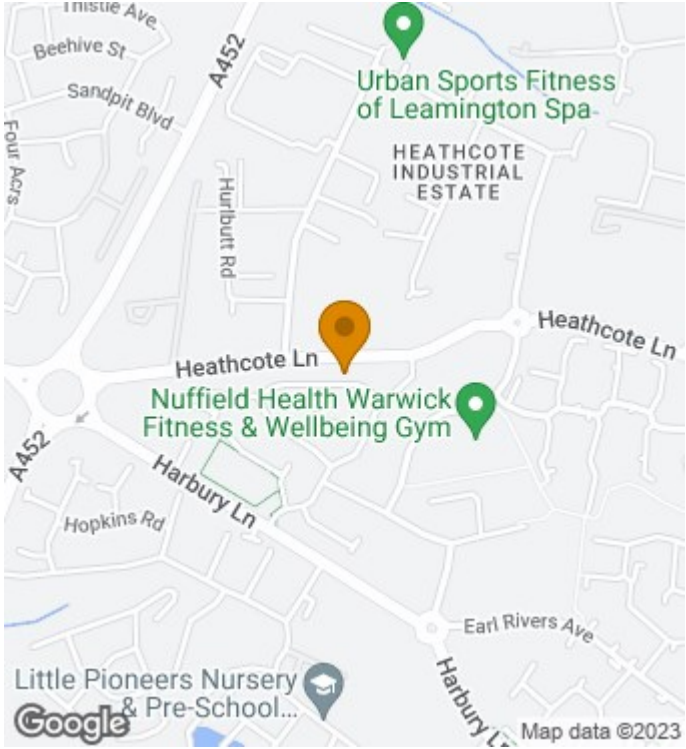 Thistle Ave.
Beehive St
A452
Sandpit Blvd
Urban Sports Fitness
of Leamington Spa
Four Acrs
HEATHCOTE
INDUSTRIAL
ESTATE
Hurlbutt Rd
Heathcote Ln
Heathcote Ln
Nuffield Health Warwick
Fitness & Wellbeing Gym
A452
Harbury Ln
Hopkins Rd
Earl Rivers Ave
Little Pioneers Nursery
& Pre-School...
Harbury Ln
Google
Map data ©2023